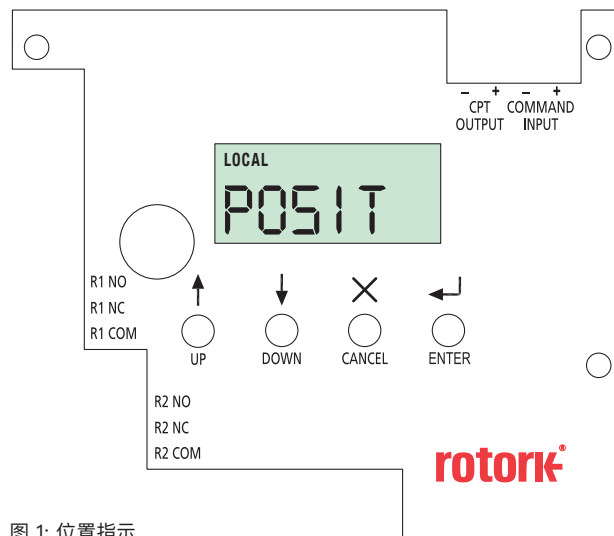 − + − +
CPT COMMAND
OUTPUT INPUT
LOCAL
POSIT
R1 NO
R1 NC
R1 COM
UP DOWN CANCEL ENTER
R2 NO
R2 NC
R2 COM
rotork®
图 1: 位置指示